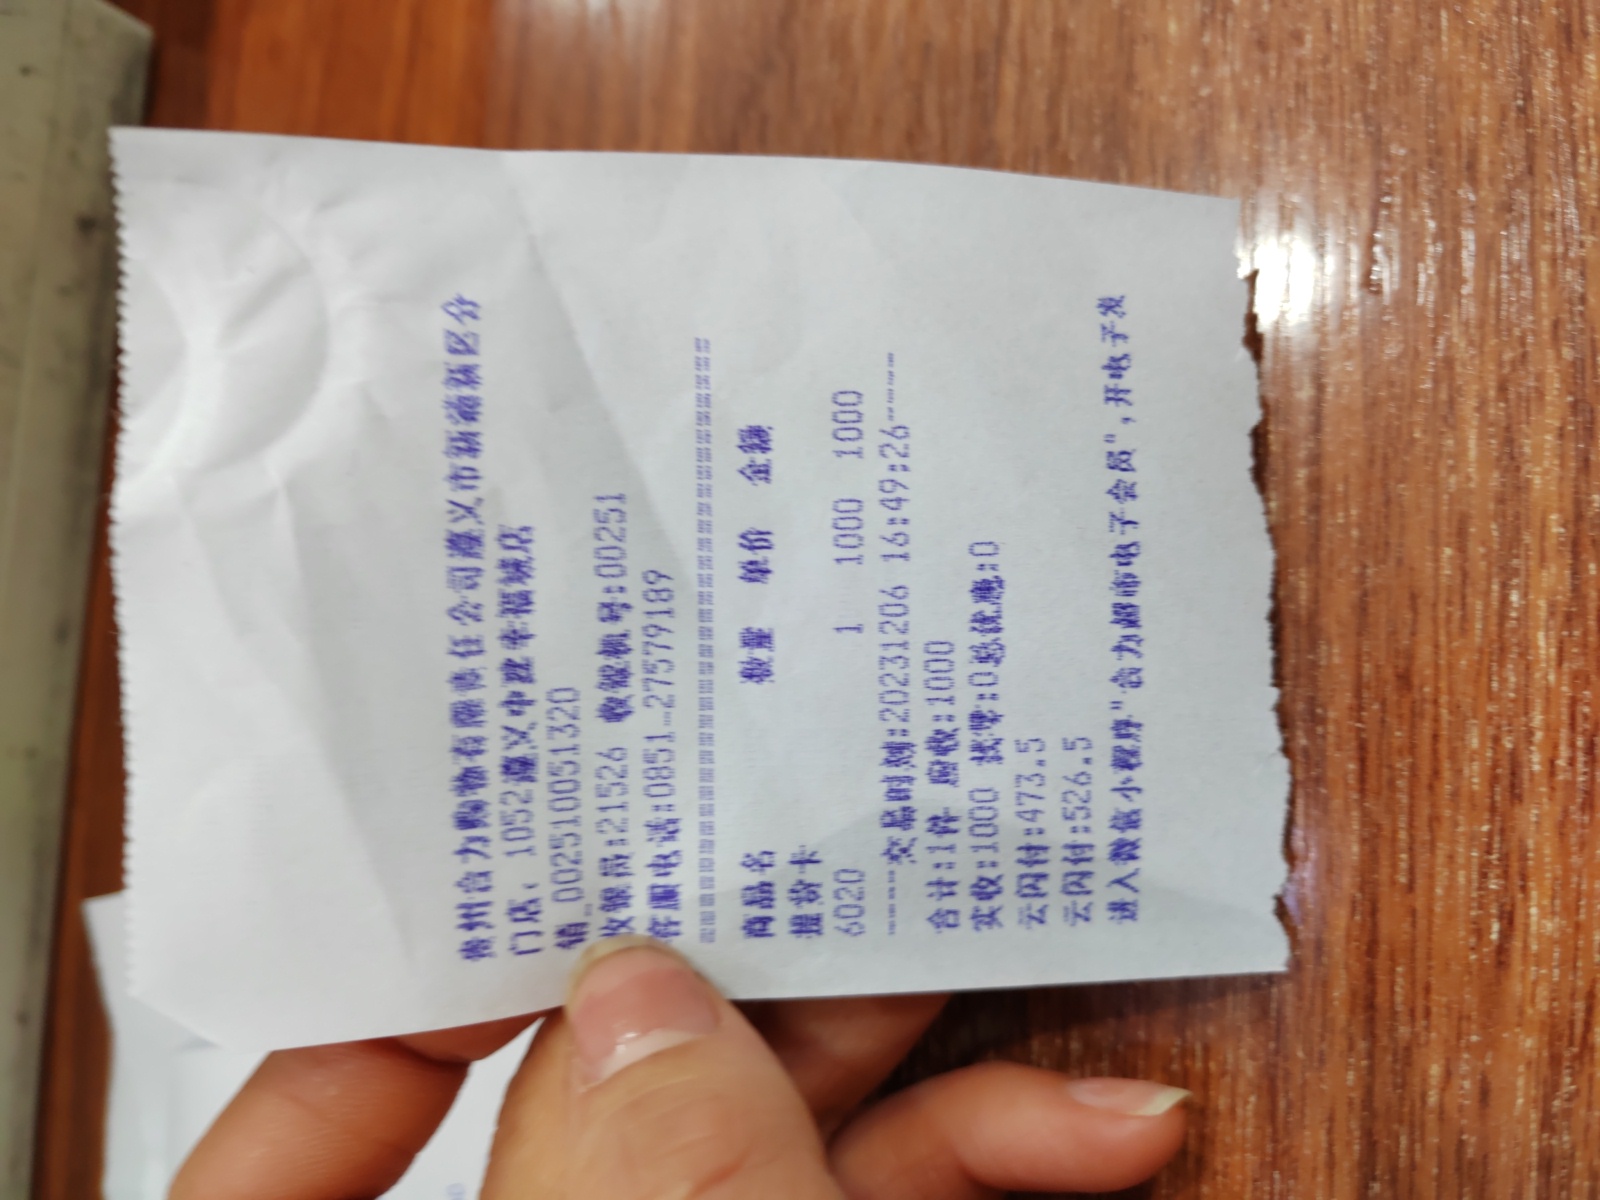 贵州合力购物有限责任公司遵义市新蒲新区分
门店: 1052遵义中建幸福城店
销_002510051320
收银员:21526 收银机号:00251
客服电话:0851-27579189
================================
商品名 数量 单价 金额
提货卡
6020 1 1000 1000
-----交易时刻:20231206 16:49:26-----
合计:1件 应收:1000
实收:1000 找零:0总优惠:0
云闪付:473.5
云闪付:526.5
进入微信小程序"合力超市电子会员",开电子发